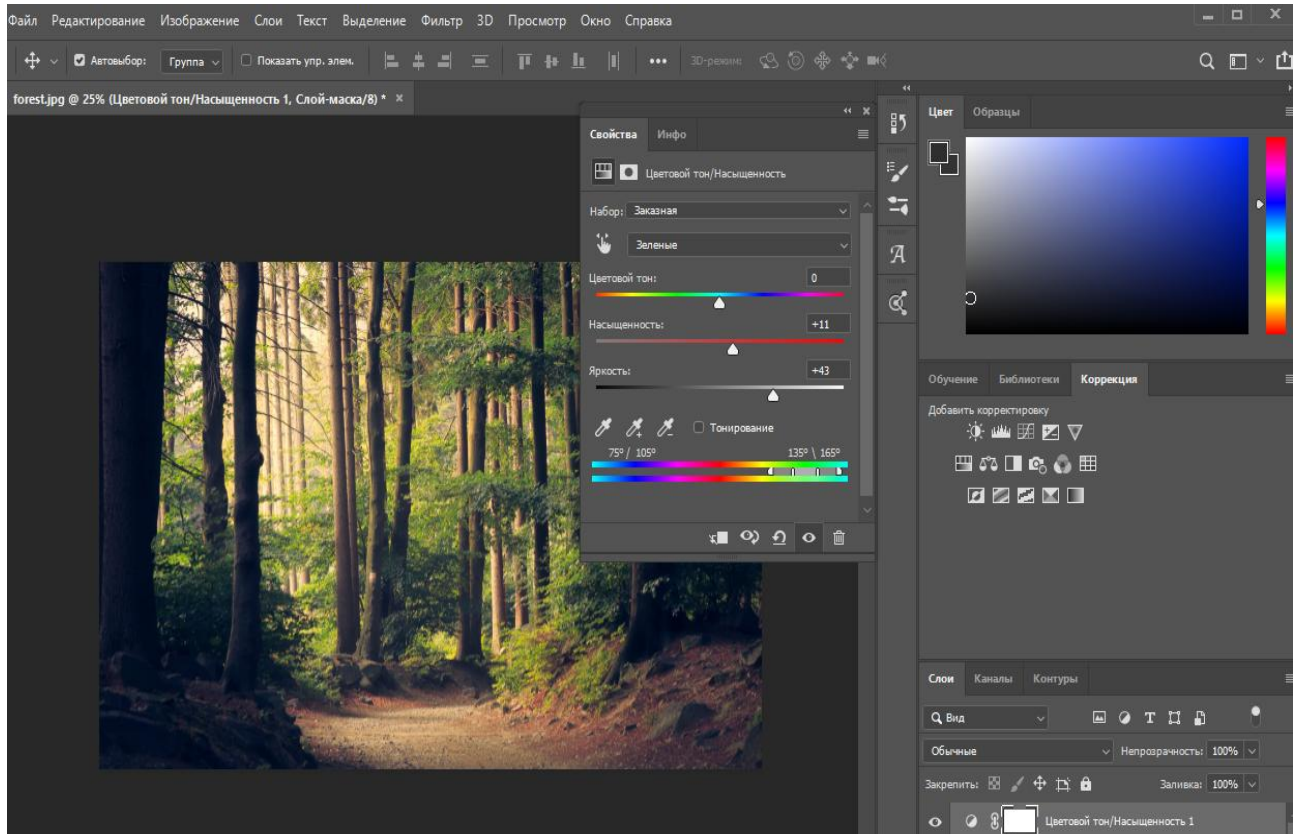 Файл Редактирование Изображение Слои Текст Выделение Фильтр 3D Просмотр Окно Справка
Автовыбор: Группа Показать упр. элем. 3D-режим:
forest.jpg @ 25% (Цветовой тон/Насыщенность 1, Слой-маска/8) * ×
Свойства Инфо
Цветовой тон/Насыщенность
Набор: Заказная
Зеленые
Цветовой тон: 0
Насыщенность: +11
Яркость: +43
Тонирование
75° / 105° 135° \ 165°
Цвет Образцы
Обучение Библиотеки Коррекция
Добавить корректировку
Слои Каналы Контуры
Вид
Обычные Непрозрачность: 100%
Закрепить: Заливка: 100%
Цветовой тон/Насыщенность 1